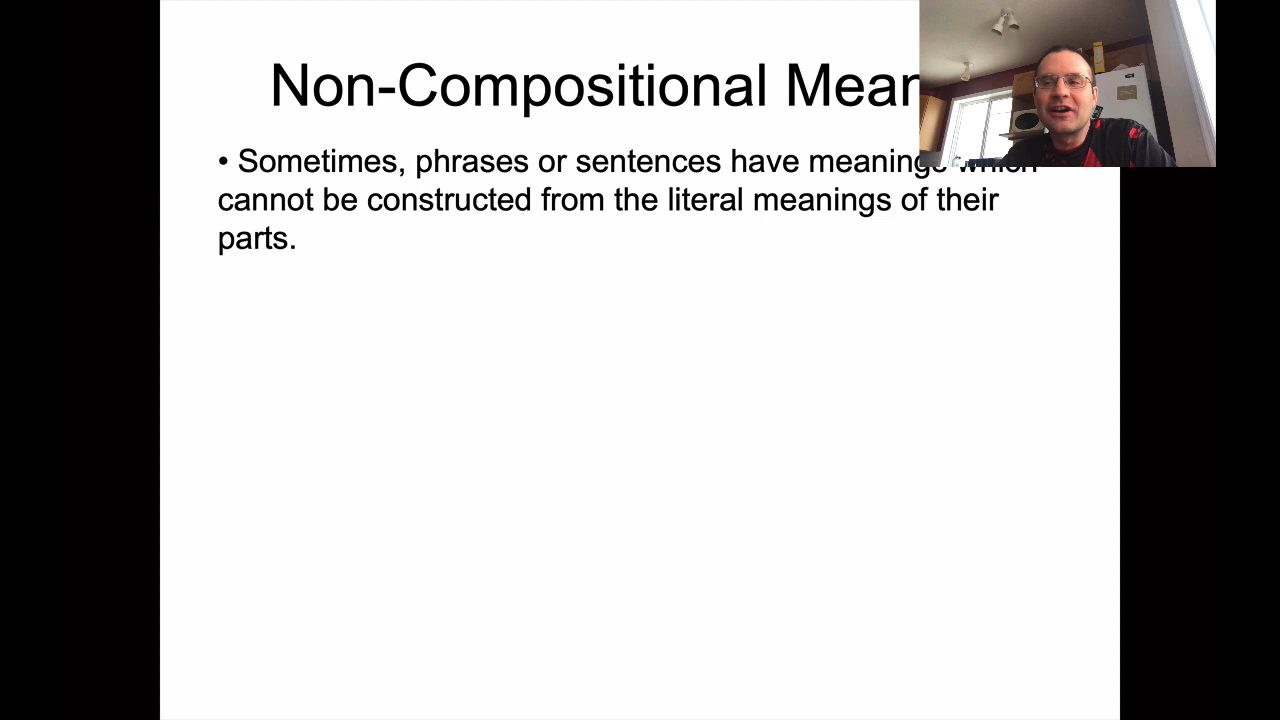 Non-Compositional Mean
• Sometimes, phrases or sentences have meanings which
cannot be constructed from the literal meanings of their
parts.